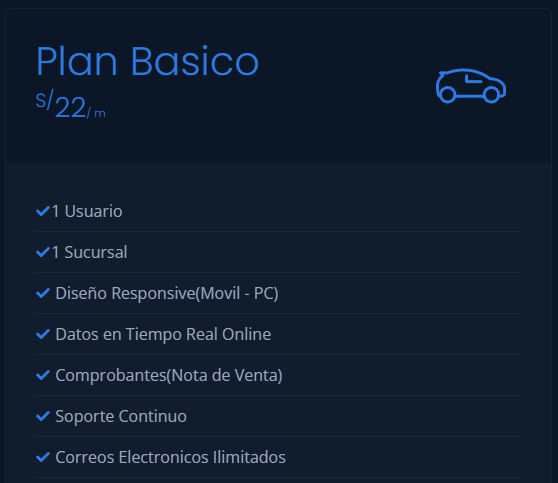 Plan Basico
S/22/ m
1 Usuario
1 Sucursal
Diseño Responsive(Movil - PC)
Datos en Tiempo Real Online
Comprobantes(Nota de Venta)
Soporte Continuo
Correos Electronicos Ilimitados